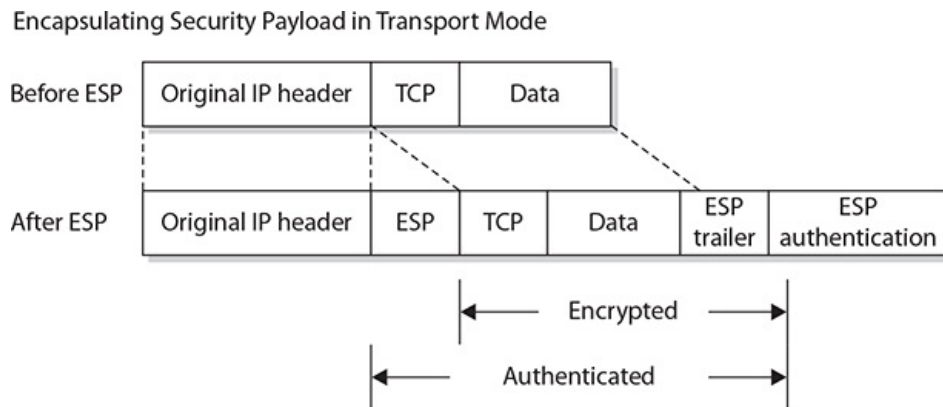 Encapsulating Security Payload in Transport Mode
Before ESP Original IP header TCP Data
After ESP Original IP header ESP TCP Data ESP trailer ESP authentication
Encrypted
Authenticated